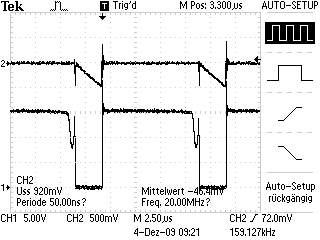 Tek Trig'd M Pos: 3.300µs AUTO-SETUP
2
CH2
Uss 920mV
Periode 50.00ns?
Mittelwert -46.4mV
Freq. 20.00MHz?
1
Auto-Setup
rückgängig
CH1 5.00V CH2 500mV M 2.50µs CH2 72.0mV
4-Dez-09 09:21 159.127kHz